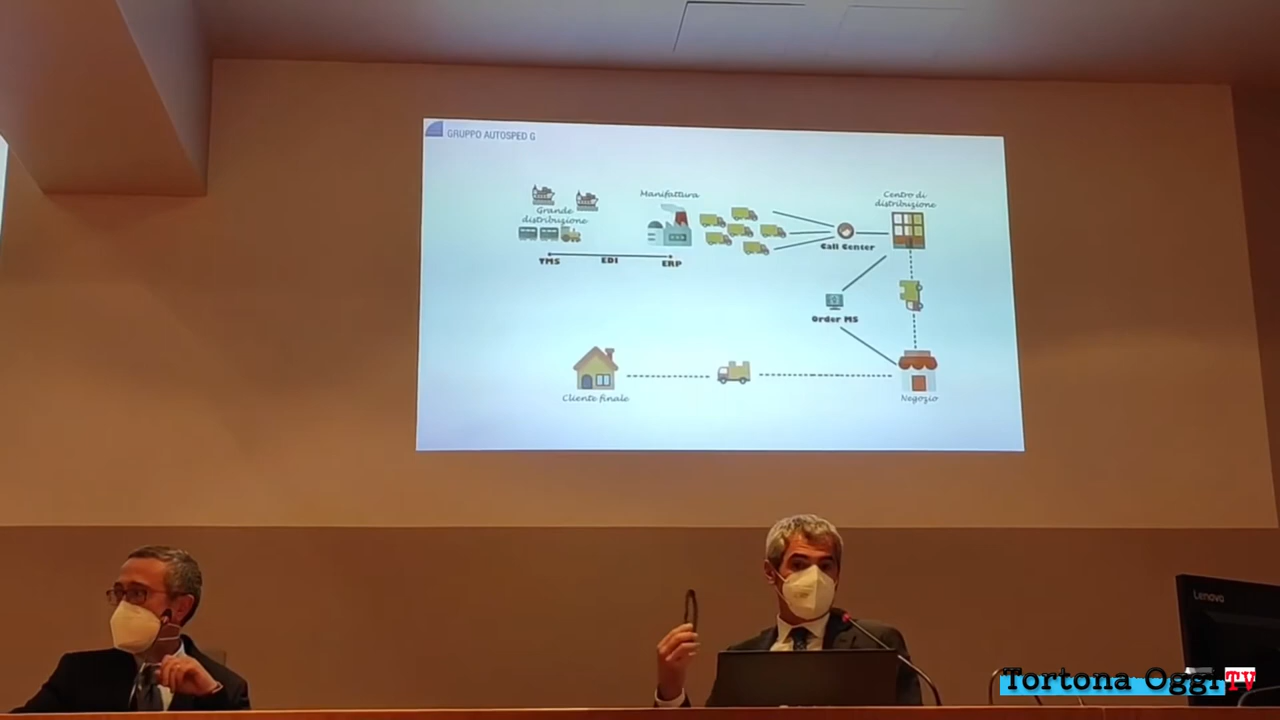 GRUPPO AUTOSPED G
Grande
distribuzione
Manifattura
Centro di
distribuzione
Call Center
TMS
EDI
ERP
Order MS
Cliente finale
Negozio
Lenovo
Tortona Oggi TV